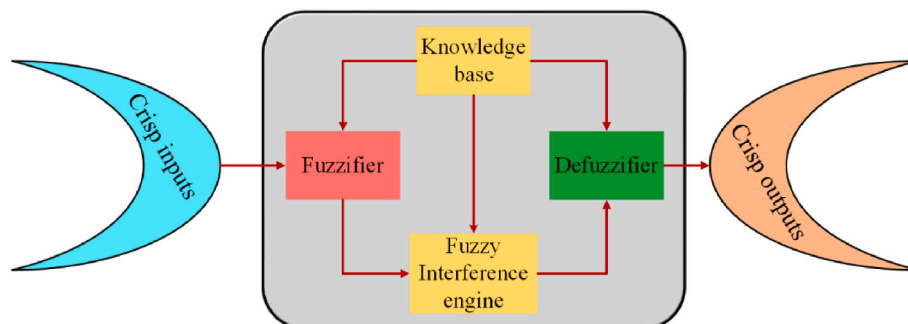 Knowledge
base
Crisp inputs
Fuzzifier
Defuzzifier
Crisp outputs
Fuzzy
Interference
engine